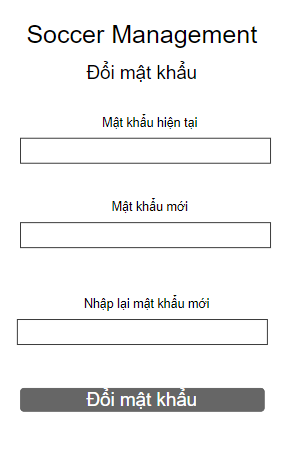 Soccer Management
Đổi mật khẩu
Mật khẩu hiện tại
Mật khẩu mới
Nhập lại mật khẩu mới
Đổi mật khẩu